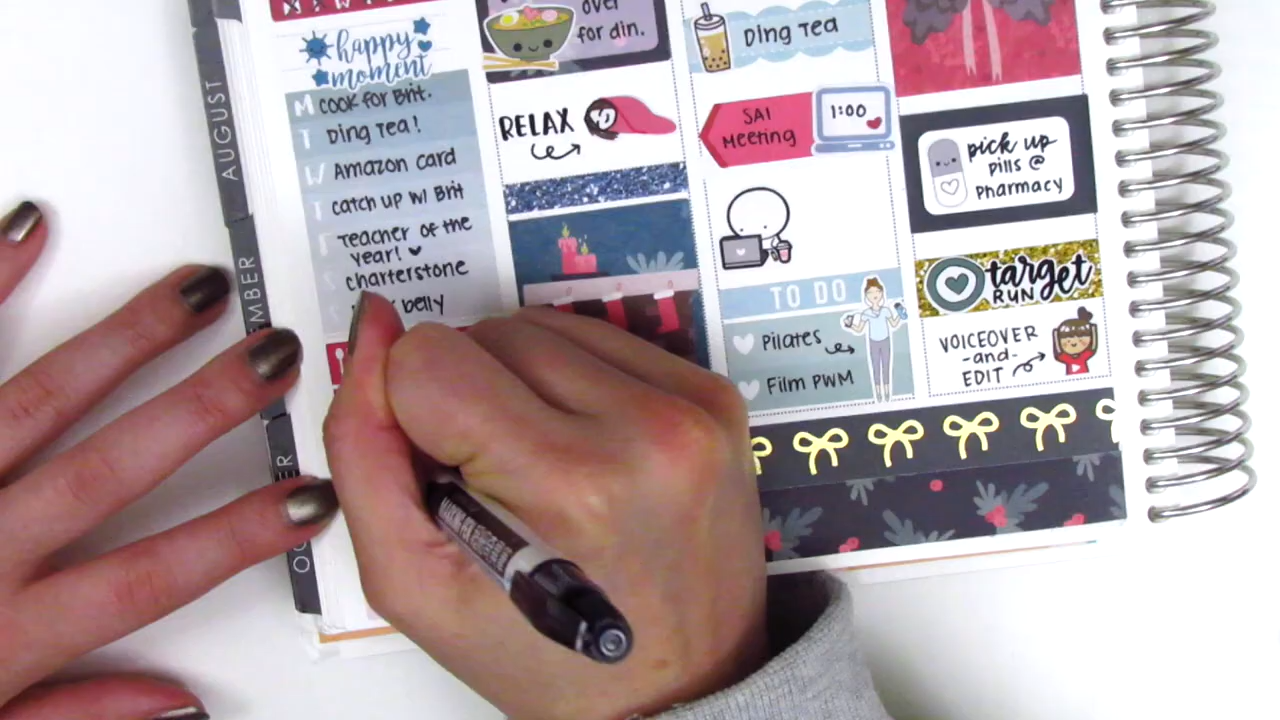 happy
moment
M COOK FOR Brit.
T Ding Tea!
W Amazon card
T catch up w/ Brit
F Teacher of the
year!
S charterstone
belly
over
for din.
RELAX
Ding Tea
SAI
Meeting
1:00
TO DO
Pilates
Film PWM
pick up
pills @
Pharmacy
target
RUN
VOICEOVER
-and-
EDIT
AUGUST